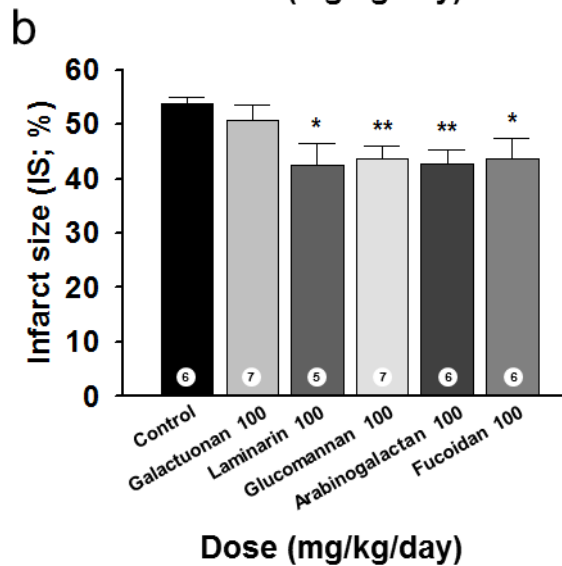 b
60
50
40
30
20
10
0
Infarct size (IS; %)
*
**
**
*
6
7
5
7
6
6
Control
Galactuonan 100
Laminarin 100
Glucomannan 100
Arabinogalactan 100
Fucoidan 100
Dose (mg/kg/day)